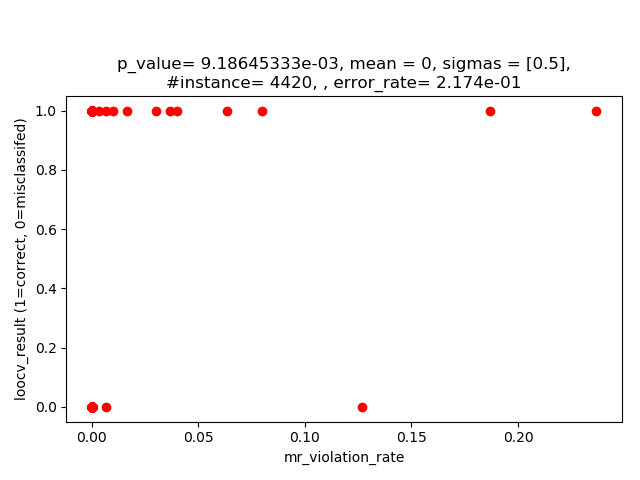 p_value= 9.18645333e-03, mean = 0, sigmas = [0.5],
#instance= 4420, , error_rate= 2.174e-01
loocv_result (1=correct, 0=misclassifed)
1.0
0.8
0.6
0.4
0.2
0.0
0.00 0.05 0.10 0.15 0.20
mr_violation_rate